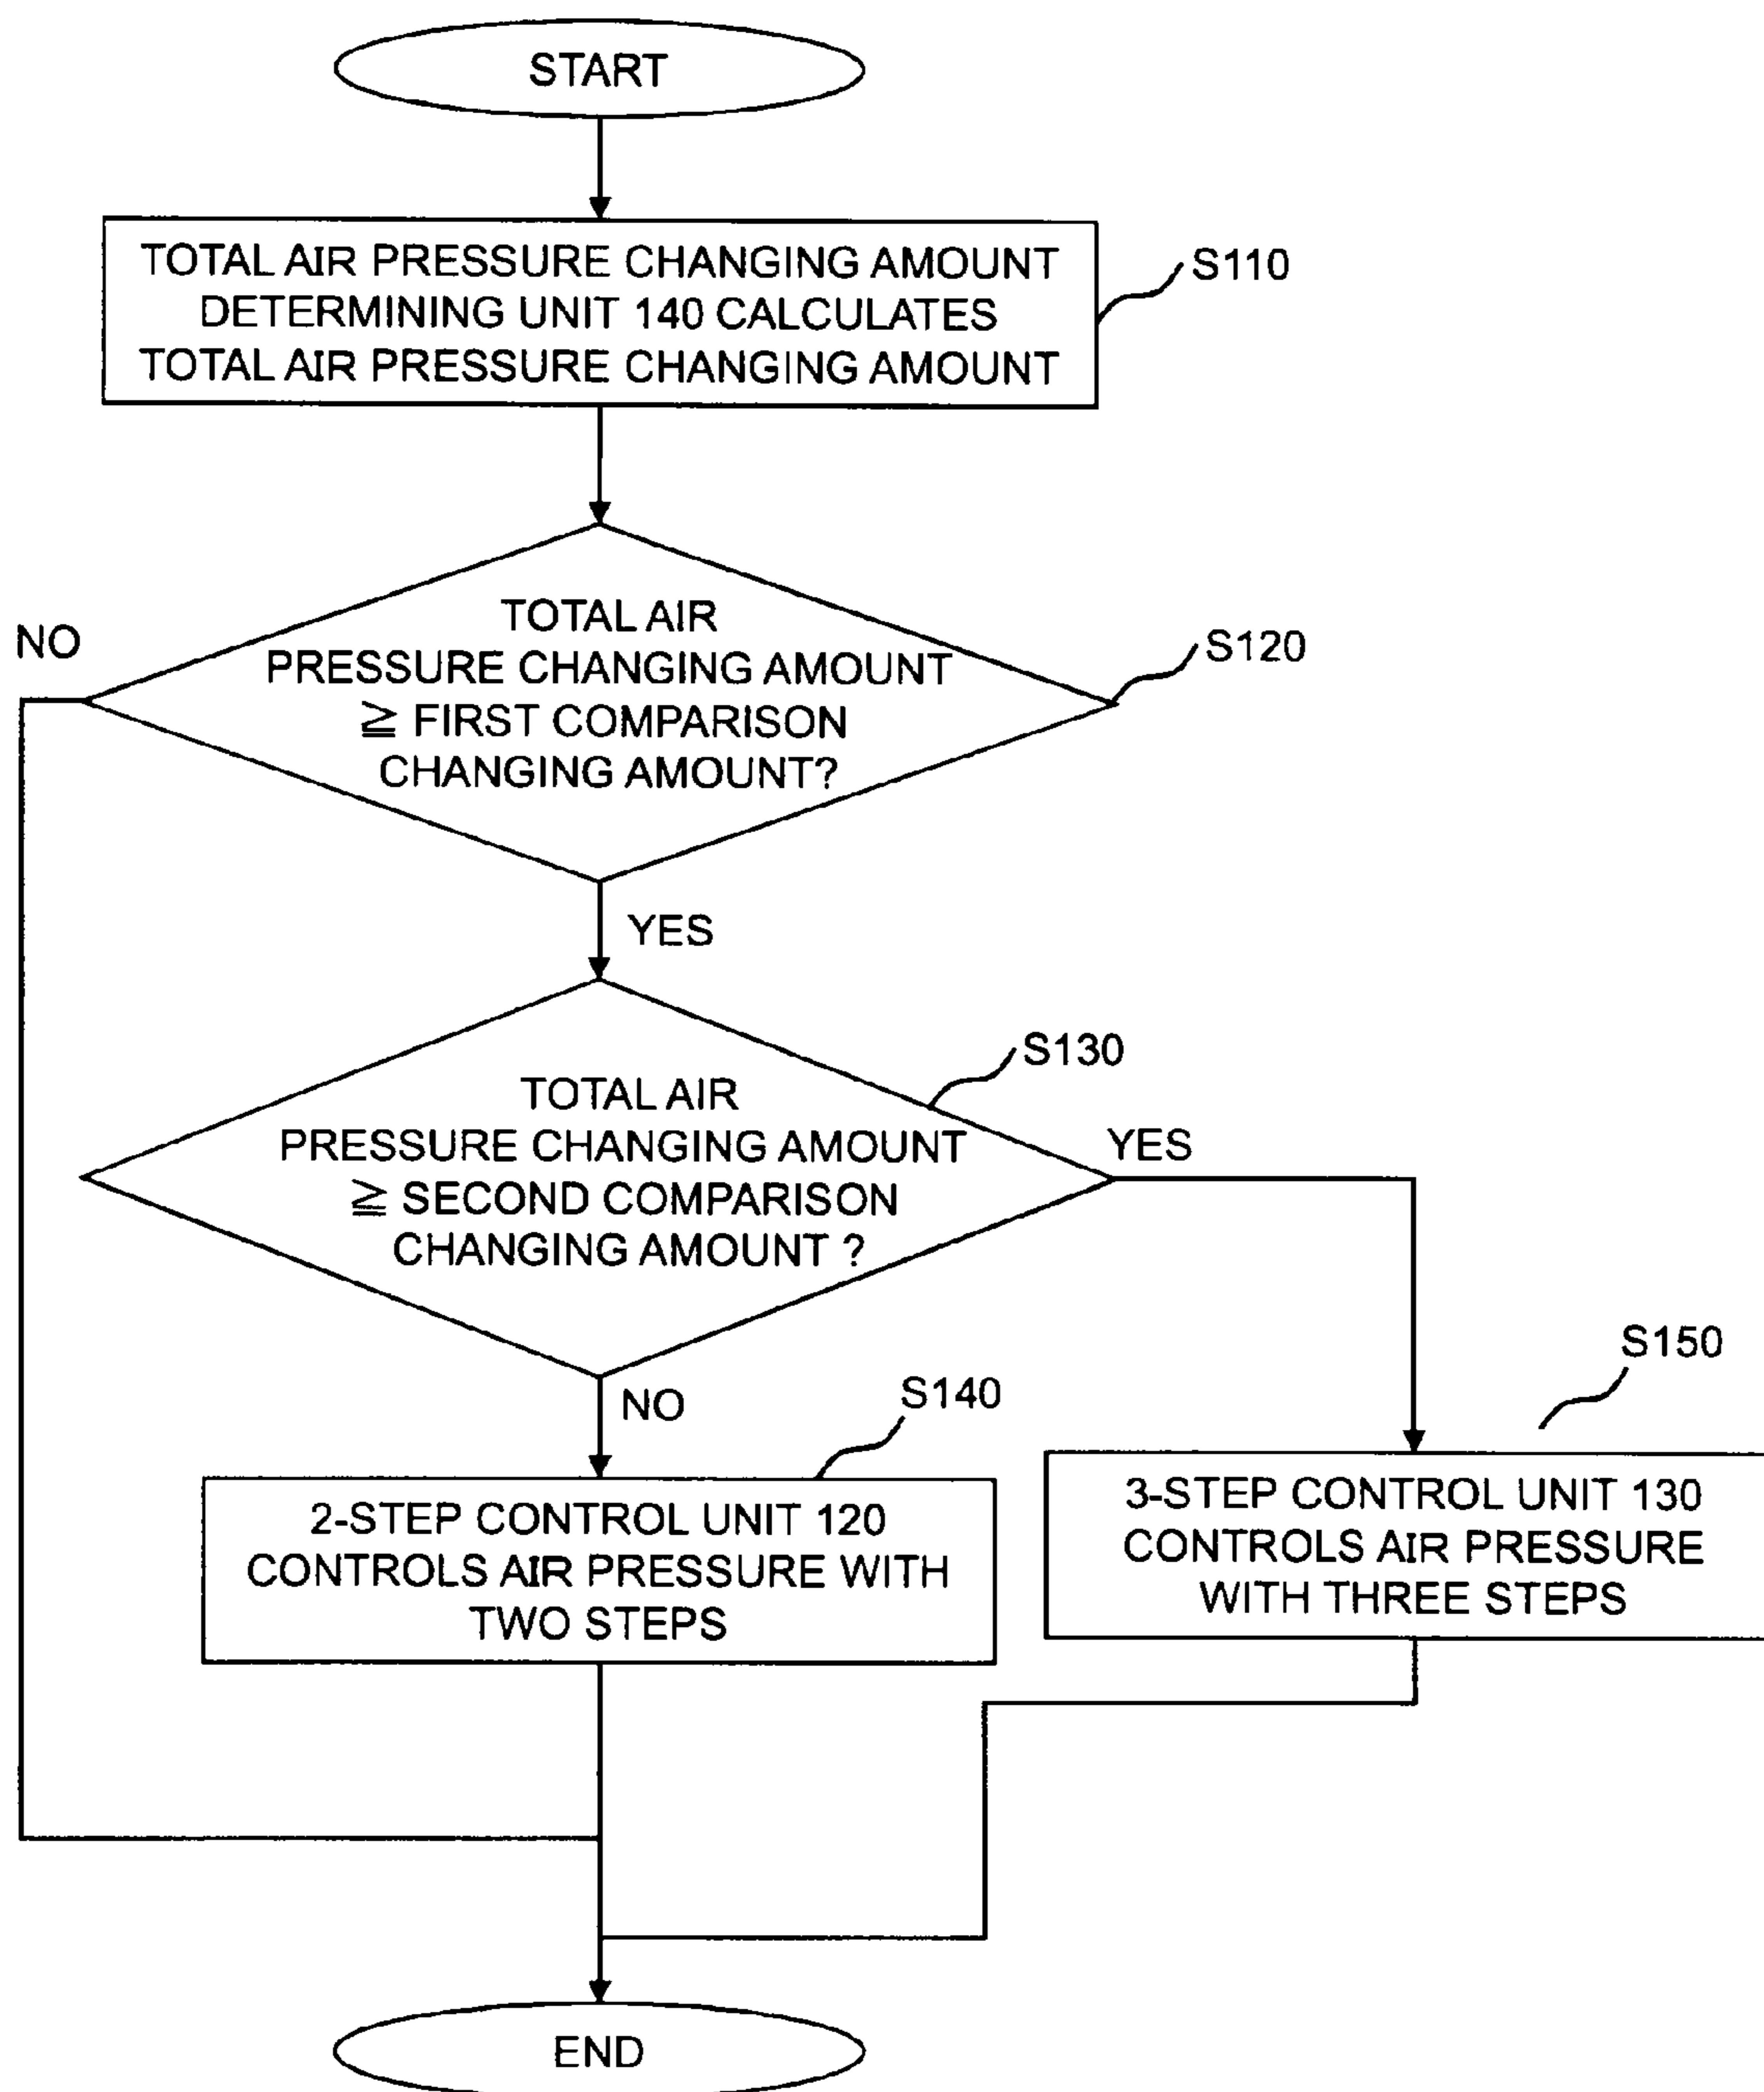 START
TOTAL AIR PRESSURE CHANGING AMOUNT
DETERMINING UNIT 140 CALCULATES
TOTAL AIR PRESSURE CHANGING AMOUNT
S110
NO
TOTAL AIR
PRESSURE CHANGING AMOUNT
≧ FIRST COMPARISON
CHANGING AMOUNT?
S120
YES
S130
TOTAL AIR
PRESSURE CHANGING AMOUNT
≧ SECOND COMPARISON
CHANGING AMOUNT ?
YES
NO
S140
S150
2-STEP CONTROL UNIT 120
CONTROLS AIR PRESSURE WITH
TWO STEPS
3-STEP CONTROL UNIT 130
CONTROLS AIR PRESSURE
WITH THREE STEPS
END